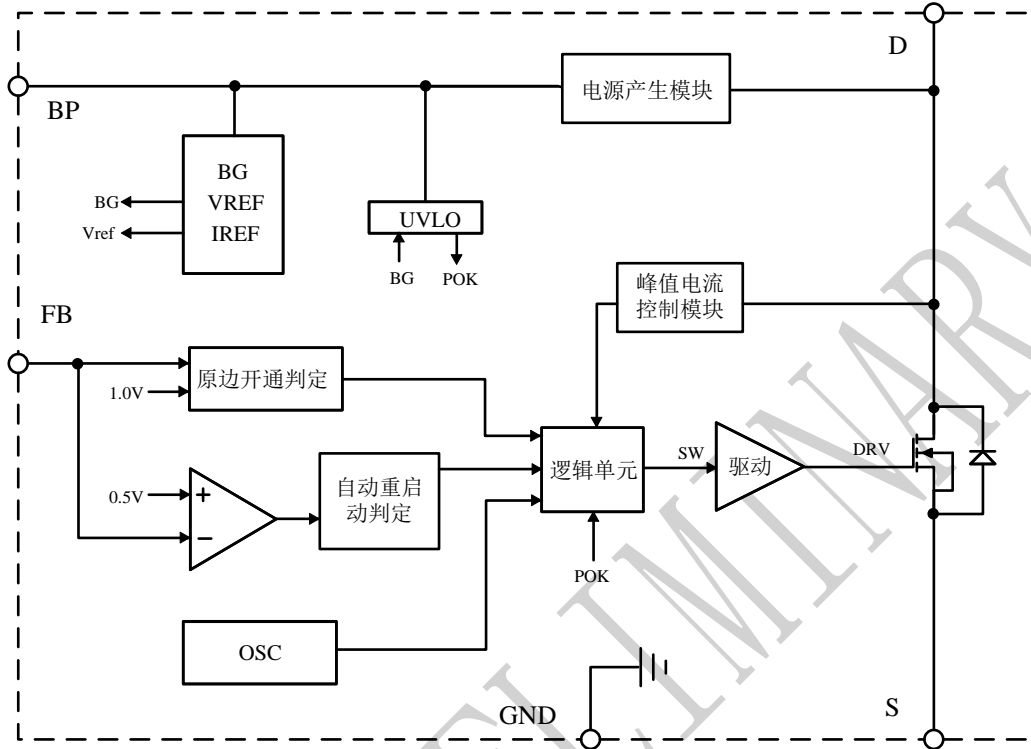 D
电源产生模块
BP
BG
VREF
IREF
BG
Vref
UVLO
BG
POK
峰值电流
控制模块
FB
原边开通判定
1.0V
0.5V
+
−
自动重启
动判定
逻辑单元
SW
驱动
DRV
POK
OSC
GND
S
PRELIMINARY